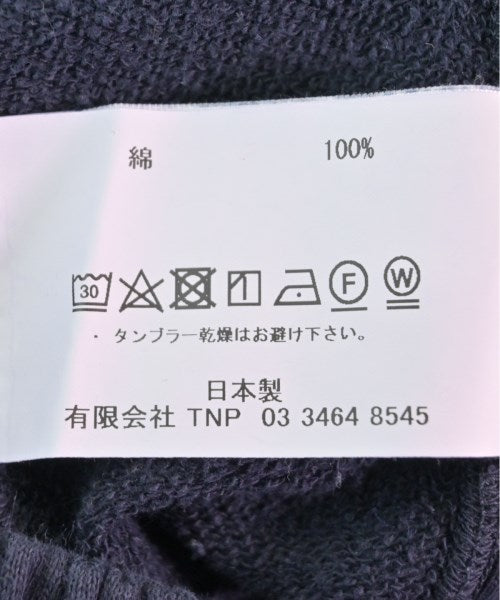 綿 100%
30 F W
・ タンブラー乾燥はお避け下さい。
日本製
有限会社 TNP 03 3464 8545